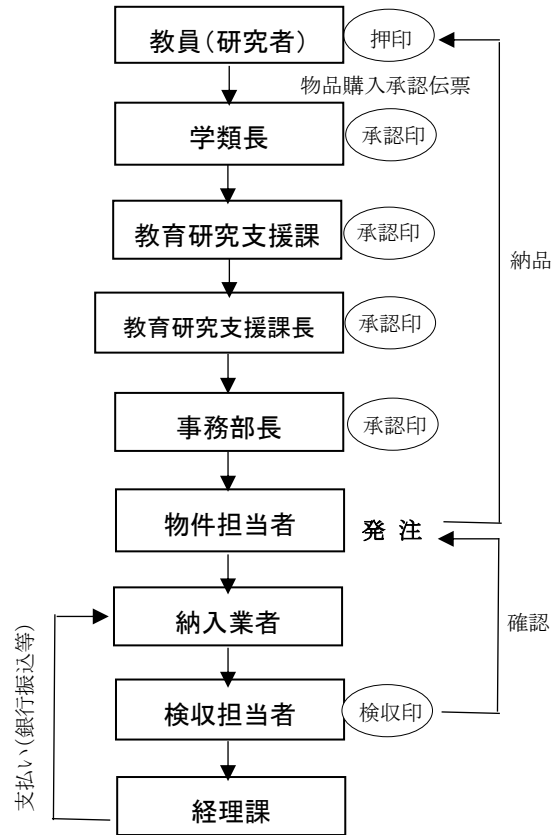 教員(研究者)
押印
物品購入承認伝票
学類長
承認印
教育研究支援課
承認印
納品
教育研究支援課長
承認印
事務部長
承認印
物件担当者
発 注
納入業者
確認
支払い(銀行振込等)
検収担当者
検収印
経理課